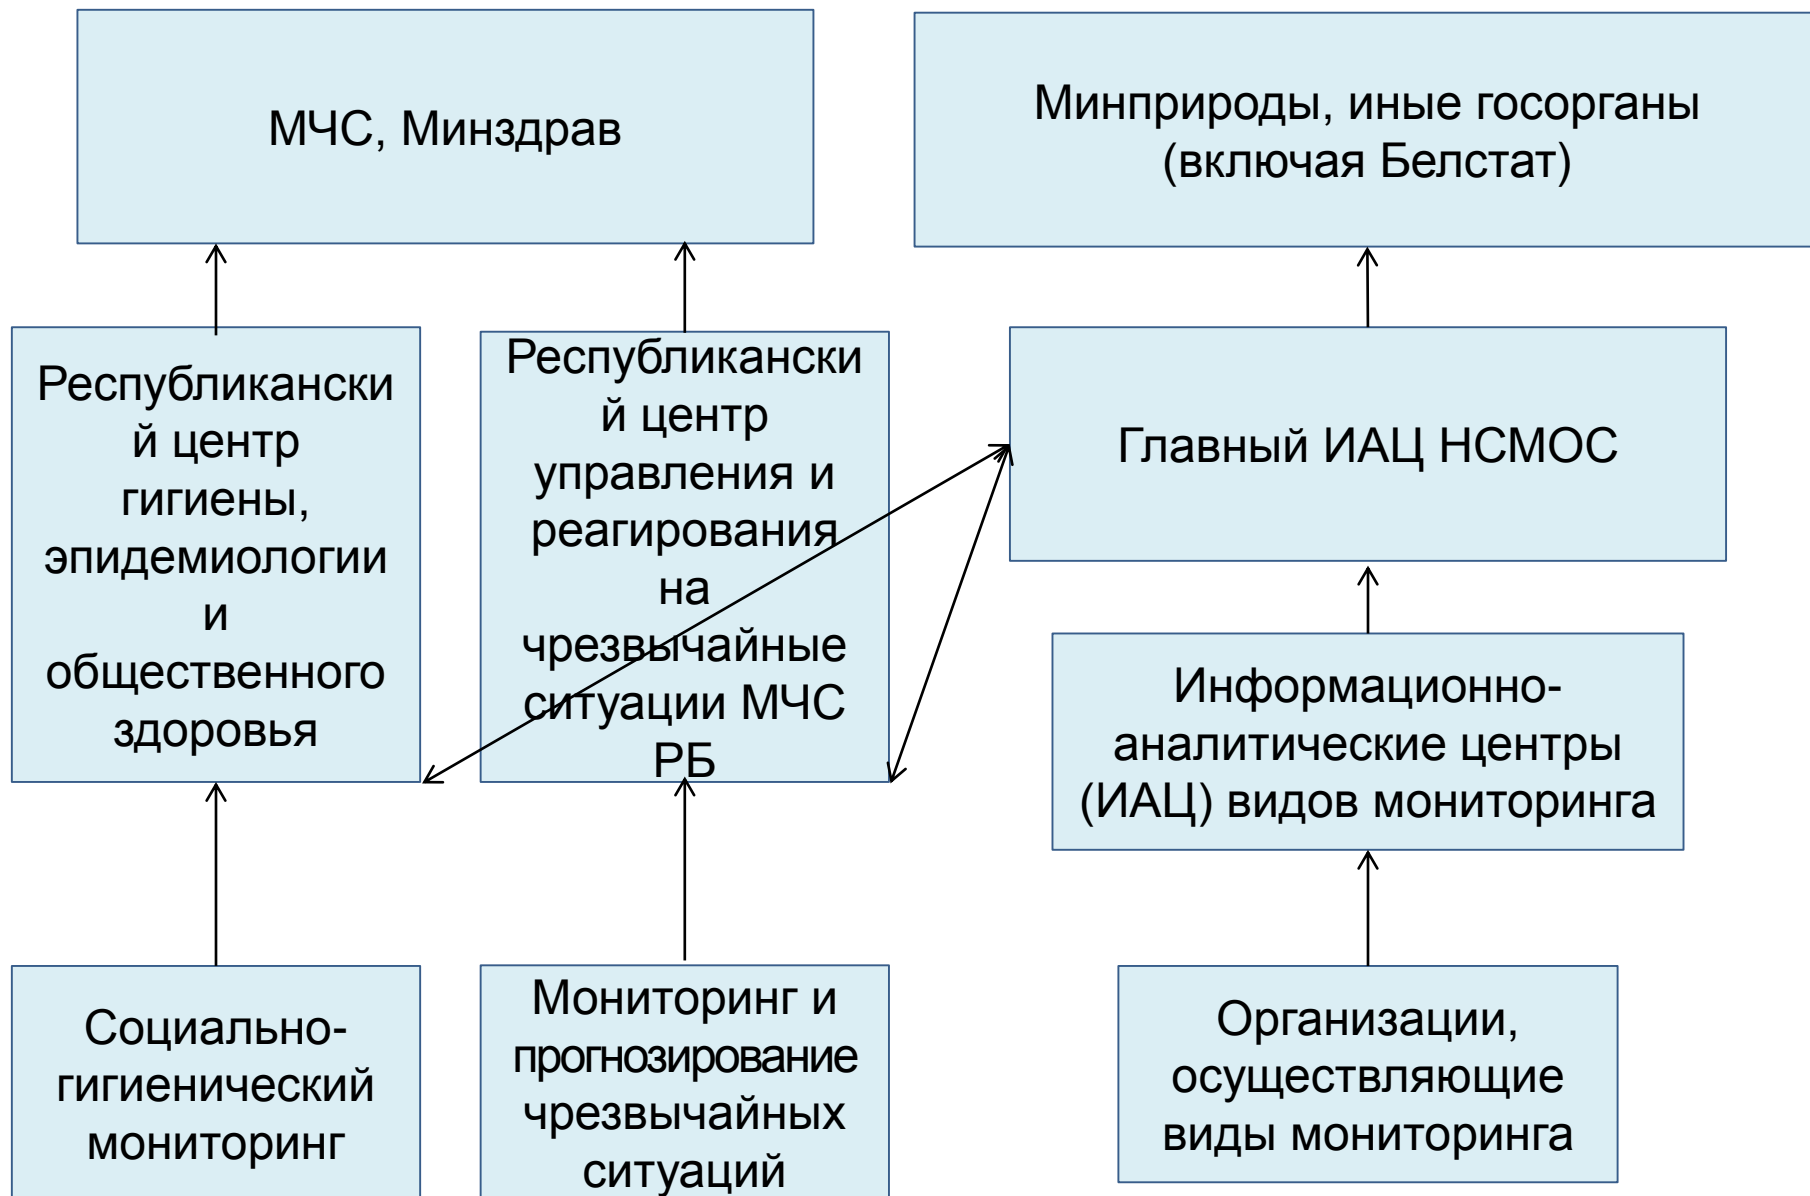 МЧС, Минздрав
Минприроды, иные госорганы
(включая Белстат)
Республикански
й центр
гигиены,
эпидемиологии
и
общественного
здоровья
Республикански
й центр
управления и
реагирования
на
чрезвычайные
ситуации МЧС
РБ
Главный ИАЦ НСМОС
Информационно-
аналитические центры
(ИАЦ) видов мониторинга
Социально-
гигиенический
мониторинг
Мониторинг и
прогнозирование
чрезвычайных
ситуаций
Организации,
осуществляющие
виды мониторинга